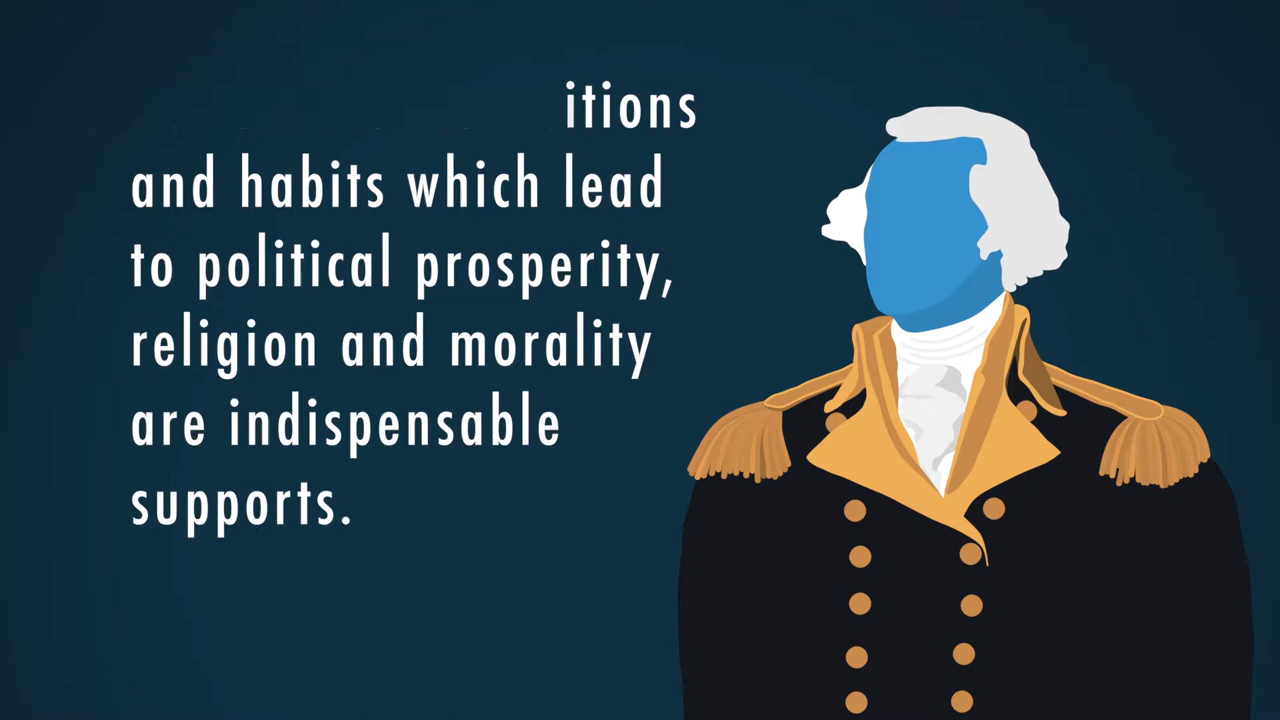 itions
and habits which lead
to political prosperity,
religion and morality
are indispensable
supports.